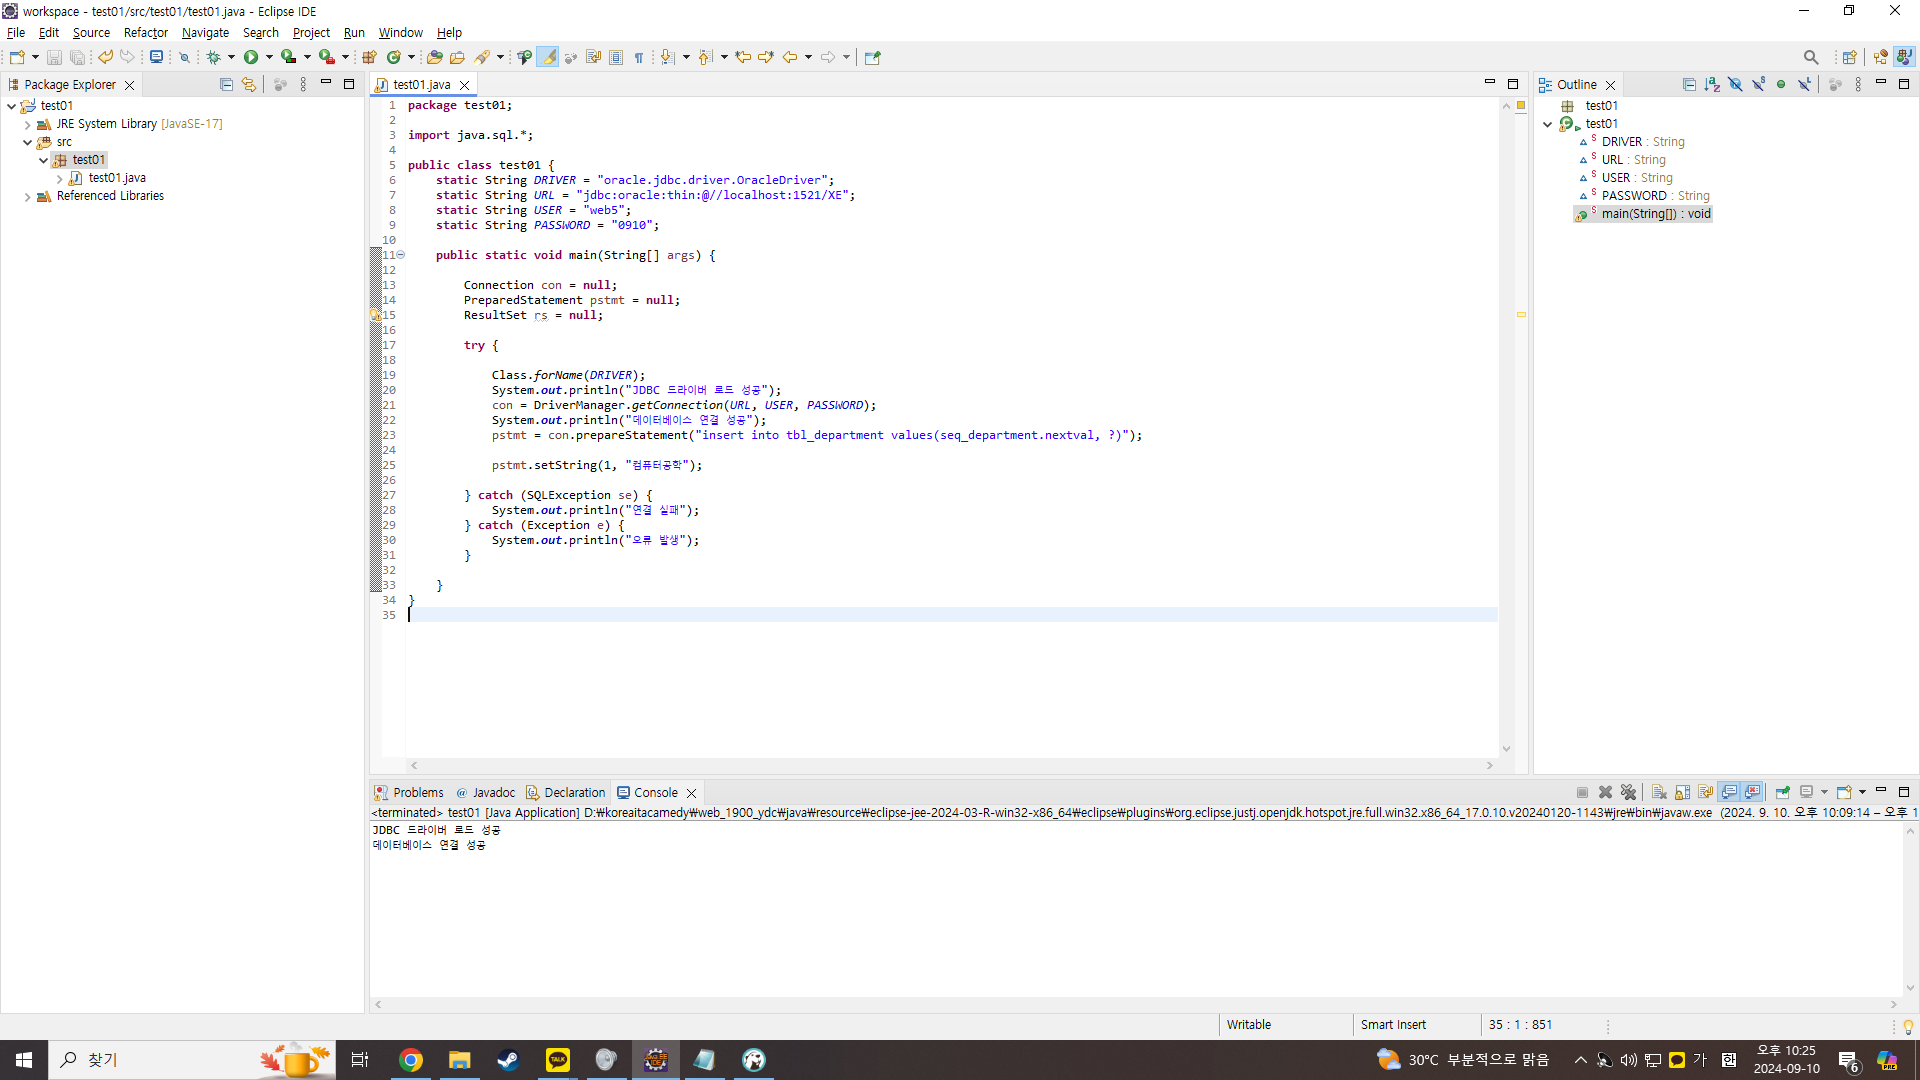 workspace - test01/src/test01/test01.java - Eclipse IDE
File Edit Source Refactor Navigate Search Project Run Window Help
Package Explorer
test01
JRE System Library [JavaSE-17]
src
test01
test01.java
Referenced Libraries
test01.java
1 package test01;
2
3 import java.sql.*;
4
5 public class test01 {
6 static String DRIVER = "oracle.jdbc.driver.OracleDriver";
7 static String URL = "jdbc:oracle:thin:@//localhost:1521/XE";
8 static String USER = "web5";
9 static String PASSWORD = "0910";
10
11 public static void main(String[] args) {
12
13 Connection con = null;
14 PreparedStatement pstmt = null;
15 ResultSet rs = null;
16
17 try {
18
19 Class.forName(DRIVER);
20 System.out.println("JDBC 드라이버 로드 성공");
21 con = DriverManager.getConnection(URL, USER, PASSWORD);
22 System.out.println("데이터베이스 연결 성공");
23 pstmt = con.prepareStatement("insert into tbl_department values(seq_department.nextval, ?)");
24
25 pstmt.setString(1, "컴퓨터공학");
26
27 } catch (SQLException se) {
28 System.out.println("연결 실패");
29 } catch (Exception e) {
30 System.out.println("오류 발생");
31 }
32
33 }
34 }
35
Outline
test01
test01
DRIVER : String
URL : String
USER : String
PASSWORD : String
main(String[]) : void
Problems Javadoc Declaration Console
<terminated> test01 [Java Application] D:₩koreaitacamedy₩web_1900_ydc₩java₩resource₩eclipse-jee-2024-03-R-win32-x86_64₩eclipse₩plugins₩org.eclipse.justj.openjdk.hotspot.jre.full.win32.x86_64_17.0.10.v20240120-1143₩jre₩bin₩javaw.exe (2024. 9. 10. 오후 10:09:14 – 오후 1
JDBC 드라이버 로드 성공
데이터베이스 연결 성공
Writable Smart Insert 35 : 1 : 851
찾기
TALK
Java EE IDE
30°C 부분적으로 맑음
가 한
오후 10:25
2024-09-10
6
PRE